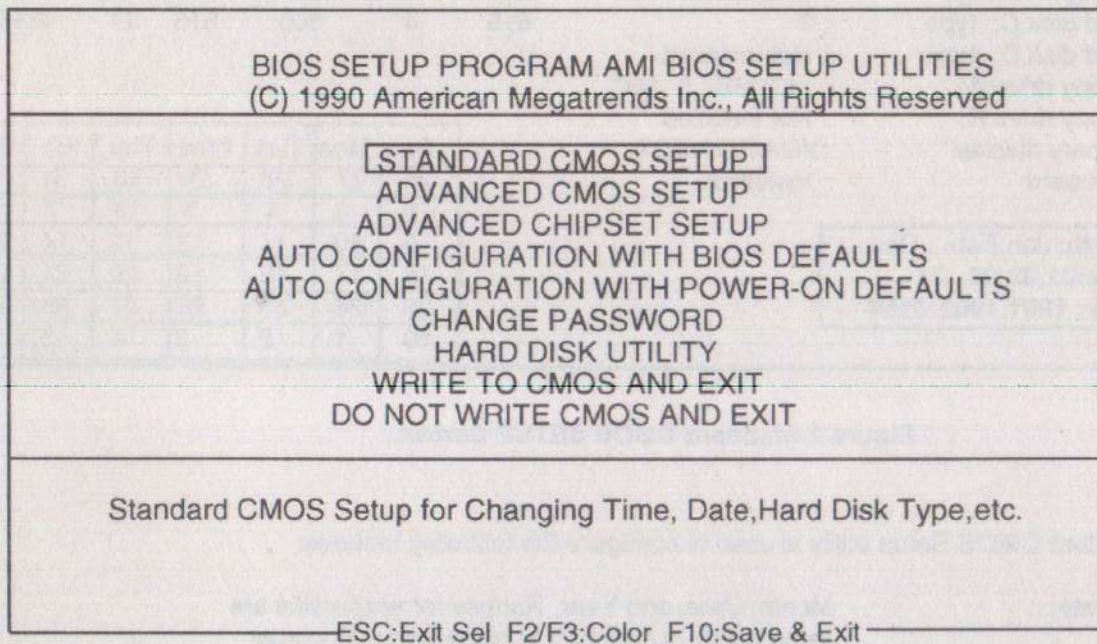 BIOS SETUP PROGRAM AMI BIOS SETUP UTILITIES
(C) 1990 American Megatrends Inc., All Rights Reserved
STANDARD CMOS SETUP
ADVANCED CMOS SETUP
ADVANCED CHIPSET SETUP
AUTO CONFIGURATION WITH BIOS DEFAULTS
AUTO CONFIGURATION WITH POWER-ON DEFAULTS
CHANGE PASSWORD
HARD DISK UTILITY
WRITE TO CMOS AND EXIT
DO NOT WRITE CMOS AND EXIT
Standard CMOS Setup for Changing Time, Date,Hard Disk Type,etc.
ESC:Exit Sel F2/F3:Color F10:Save & Exit